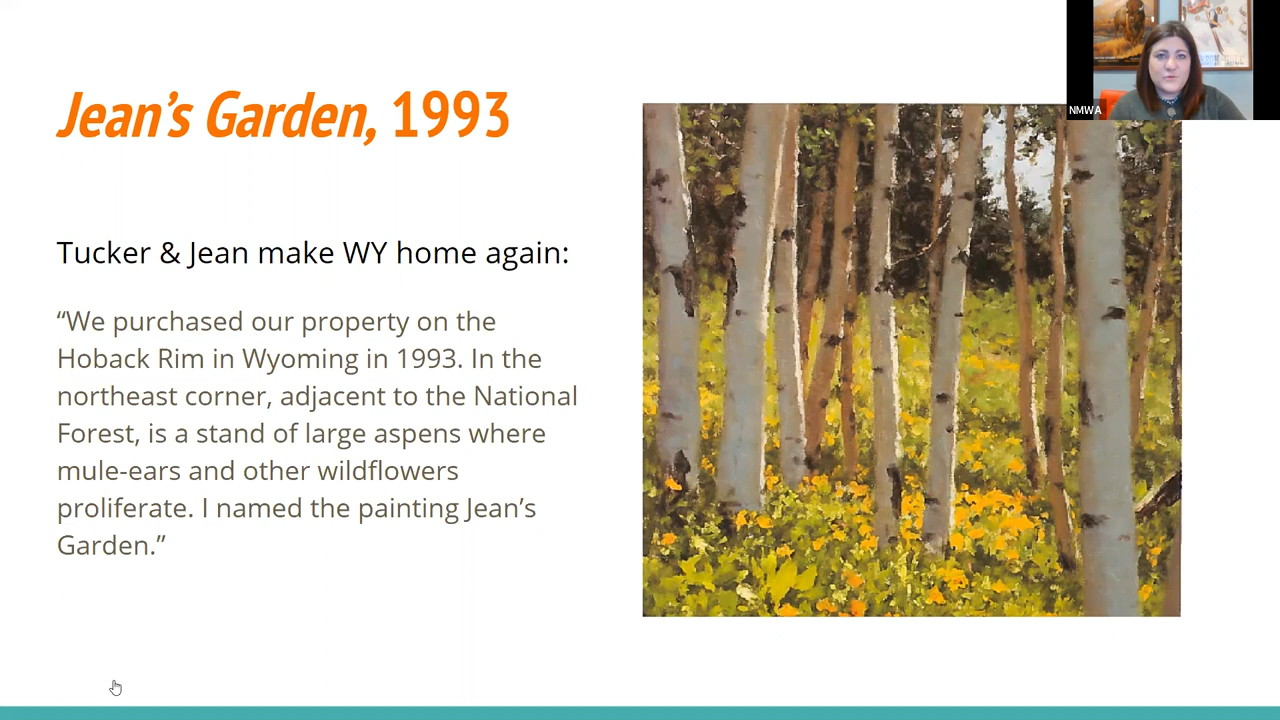 Jean’s Garden, 1993
NMWA
Tucker & Jean make WY home again:
“We purchased our property on the
Hoback Rim in Wyoming in 1993. In the
northeast corner, adjacent to the National
Forest, is a stand of large aspens where
mule-ears and other wildflowers
proliferate. I named the painting Jean’s
Garden.”